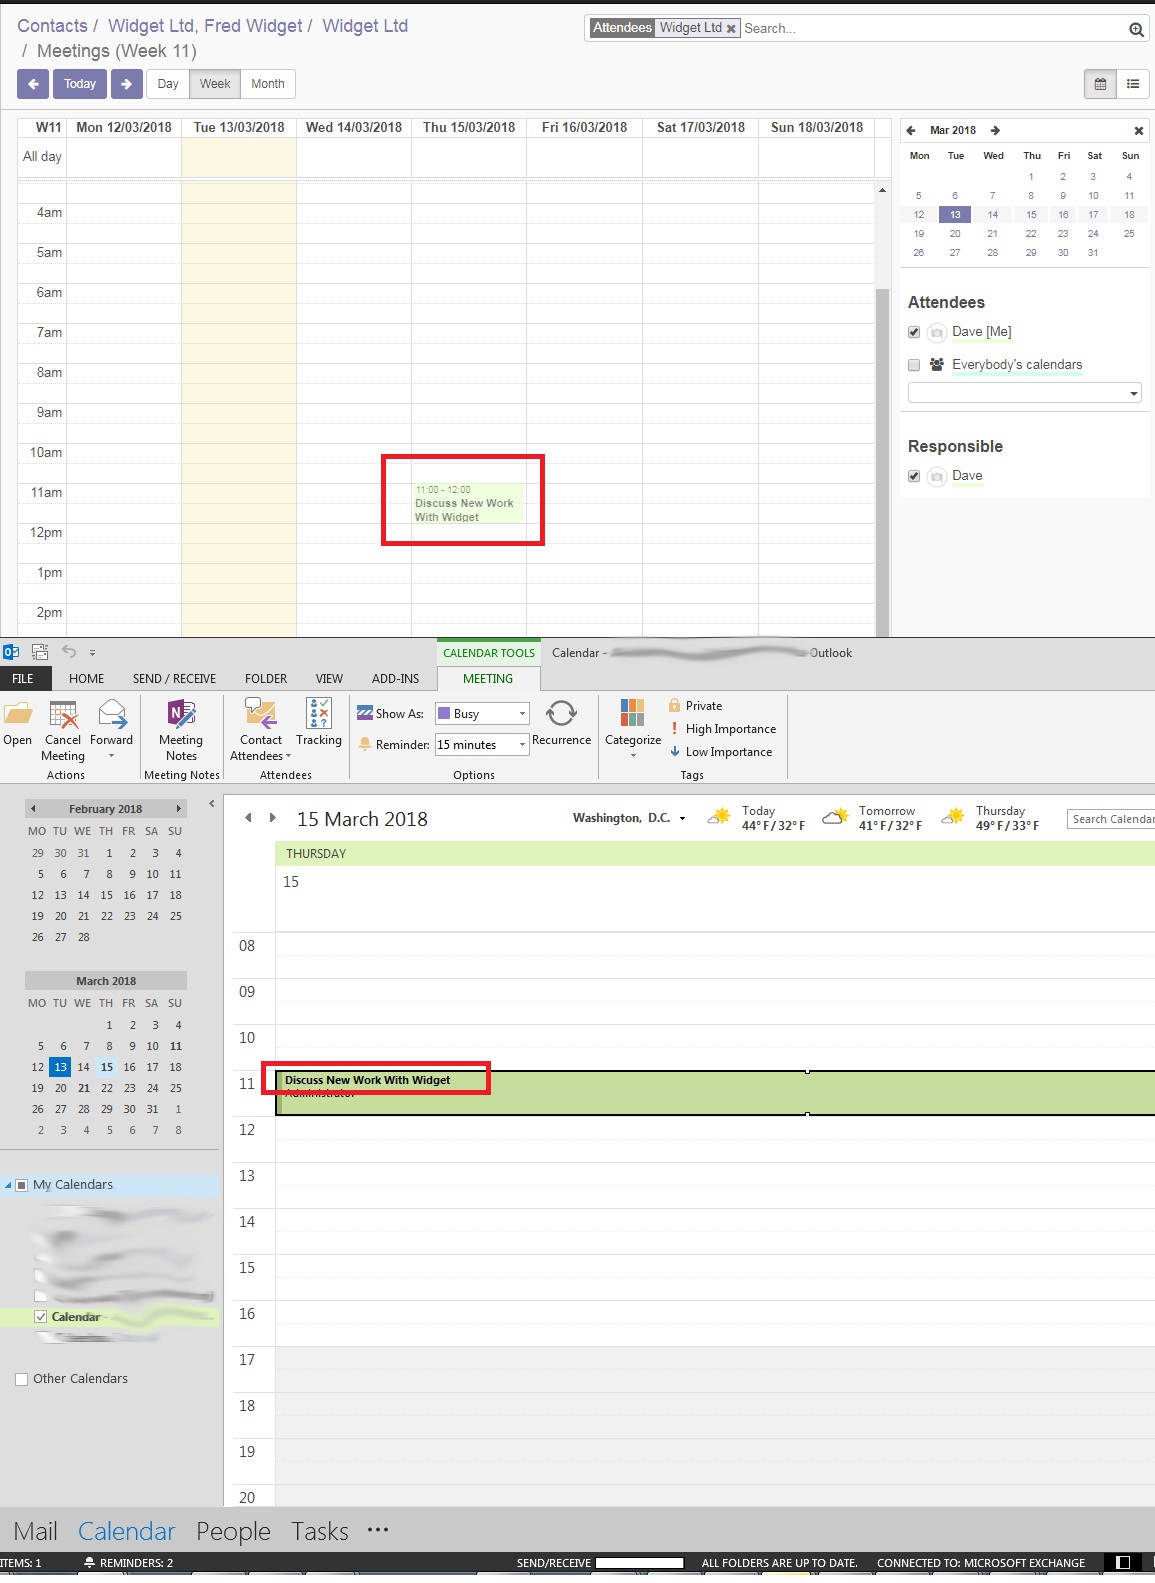 Contacts / Widget Ltd, Fred Widget / Widget Ltd
/ Meetings (Week 11)
Attendees Widget Ltd Search...
Today Day Week Month
W11 Mon 12/03/2018 Tue 13/03/2018 Wed 14/03/2018 Thu 15/03/2018 Fri 16/03/2018 Sat 17/03/2018 Sun 18/03/2018
All day
4am
5am
6am
7am
8am
9am
10am
11am
12pm
1pm
2pm
11:00 - 12:00
Discuss New Work
With Widget
Mar 2018
Mon Tue Wed Thu Fri Sat Sun
1 2 3 4
5 6 7 8 9 10 11
12 13 14 15 16 17 18
19 20 21 22 23 24 25
26 27 28 29 30 31
Attendees
Dave [Me]
Everybody's calendars
Responsible
Dave
CALENDAR TOOLS Calendar - Outlook
FILE HOME SEND / RECEIVE FOLDER VIEW ADD-INS MEETING
Open Cancel Meeting Forward
Actions
Meeting Notes
Meeting Notes
Contact Attendees Tracking
Attendees
Show As: Busy
Reminder: 15 minutes
Recurrence
Options
Categorize
Private
High Importance
Low Importance
Tags
February 2018
MO TU WE TH FR SA SU
29 30 31 1 2 3 4
5 6 7 8 9 10 11
12 13 14 15 16 17 18
19 20 21 22 23 24 25
26 27 28
March 2018
MO TU WE TH FR SA SU
1 2 3 4
5 6 7 8 9 10 11
12 13 14 15 16 17 18
19 20 21 22 23 24 25
26 27 28 29 30 31 1
2 3 4 5 6 7 8
My Calendars
Calendar
Other Calendars
15 March 2018
Washington, D.C.
Today
44°F/32°F
Tomorrow
41°F/32°F
Thursday
49°F/33°F
Search Calendar
THURSDAY
15
08
09
10
11
Discuss New Work With Widget
Administrator
12
13
14
15
16
17
18
19
20
Mail Calendar People Tasks ...
ITEMS: 1 REMINDERS: 2 SEND/RECEIVE ALL FOLDERS ARE UP TO DATE. CONNECTED TO: MICROSOFT EXCHANGE